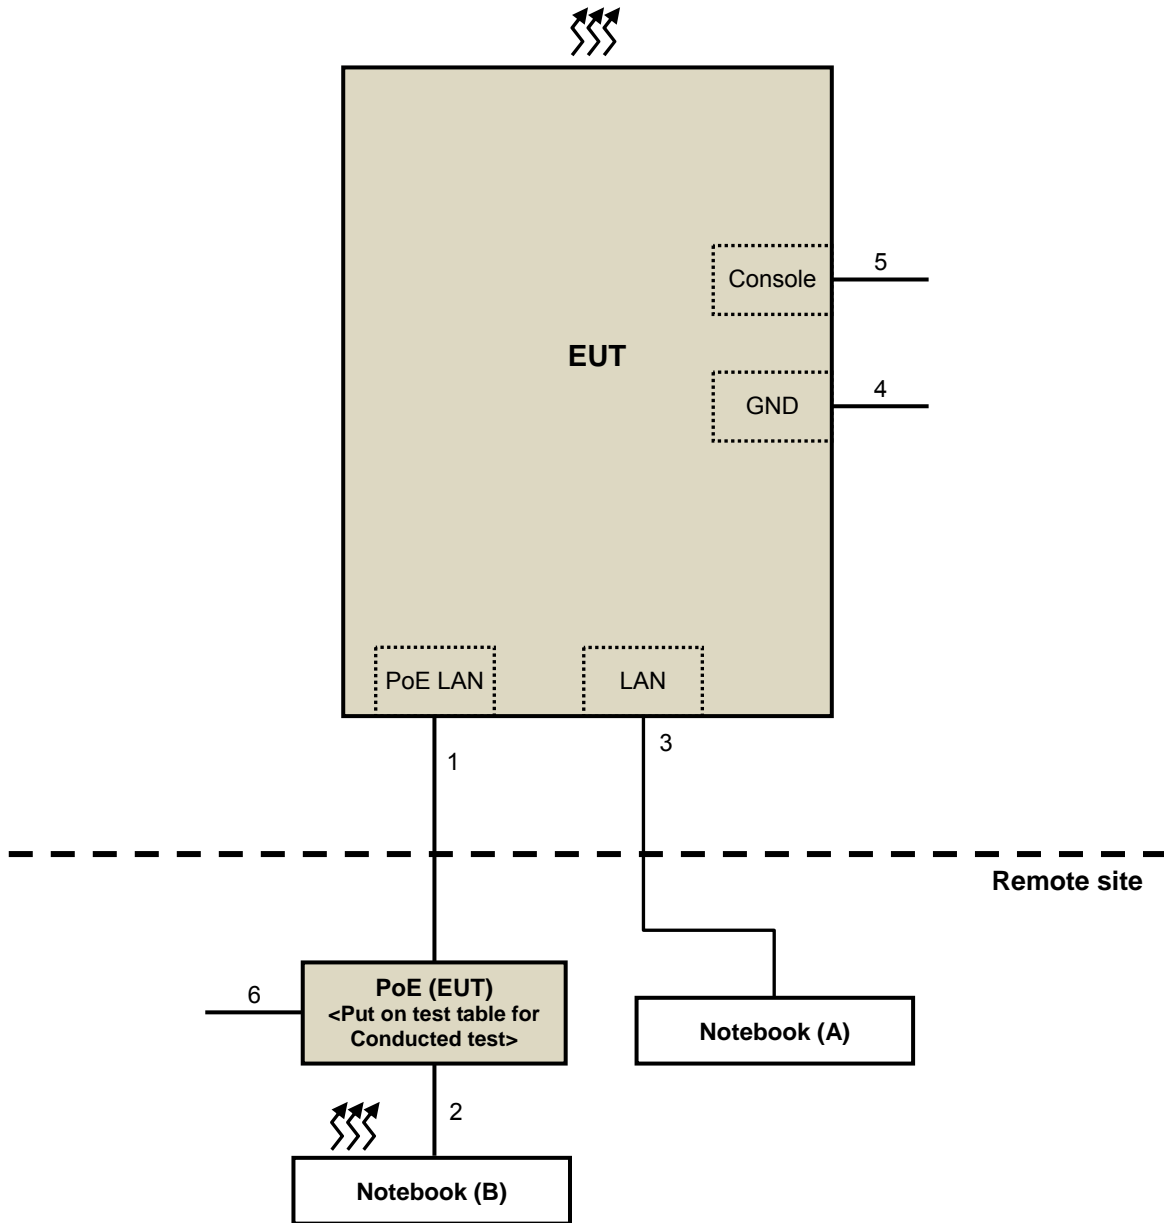 Console
5
EUT
GND
4
PoE LAN
LAN
1
3
Remote site
PoE (EUT)
<Put on test table for
Conducted test>
6
Notebook (A)
2
Notebook (B)